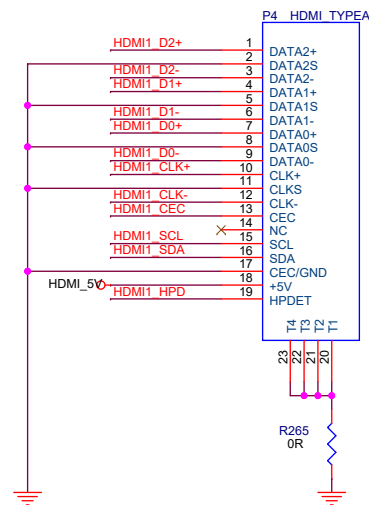 P4 HDMI_TYPEA
HDMI1_D2+ 1 DATA2+
2 DATA2S
HDMI1_D2- 3 DATA2-
HDMI1_D1+ 4 DATA1+
5 DATA1S
HDMI1_D1- 6 DATA1-
HDMI1_D0+ 7 DATA0+
8 DATA0S
HDMI1_D0- 9 DATA0-
HDMI1_CLK+ 10 CLK+
11 CLKS
HDMI1_CLK- 12 CLK-
HDMI1_CEC 13 CEC
14 NC
HDMI1_SCL 15 SCL
HDMI1_SDA 16 SDA
17 CEC/GND
HDMI_5V 18 +5V
HDMI1_HPD 19 HPDET
T4 T3 T2 T1
23 22 21 20
R265
0R